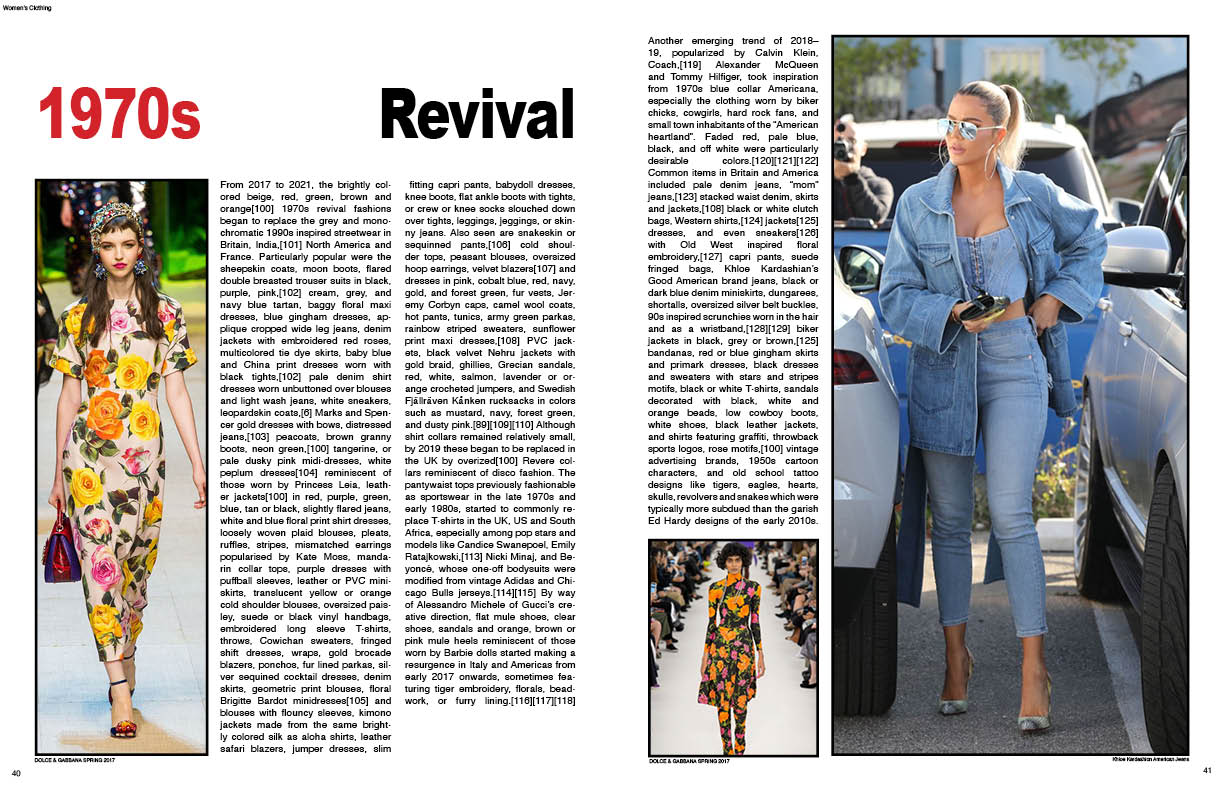 Women's Clothing
1970s Revival
From 2017 to 2021, the brightly col-
ored beige, red, green, brown and
orange[100] 1970s revival fashions
began to replace the grey and mono-
chromatic 1990s inspired streetwear in
Britain, India,[101] North America and
France. Particularly popular were the
sheepskin coats, moon boots, flared
double breasted trouser suits in black,
purple, pink,[102] cream, grey, and
navy blue tartan, baggy floral maxi
dresses, blue gingham dresses, ap-
plique cropped wide leg jeans, denim
jackets with embroidered red roses,
multicolored tie dye skirts, baby blue
and China print dresses worn with
black tights,[102] pale denim shirt
dresses worn unbuttoned over blouses
and light wash jeans, white sneakers,
leopardskin coats,[6] Marks and Spen-
cer gold dresses with bows, distressed
jeans,[103] peacoats, brown granny
boots, neon green,[100] tangerine, or
pale dusky pink midi-dresses, white
peplum dresses[104] reminiscent of
those worn by Princess Leia, leath-
er jackets[100] in red, purple, green,
blue, tan or black, slightly flared jeans,
white and blue floral print shirt dresses,
loosely woven plaid blouses, pleats,
ruffles, stripes, mismatched earrings
popularised by Kate Moss, manda-
rin collar tops, purple dresses with
puffball sleeves, leather or PVC mini-
skirts, translucent yellow or orange
cold shoulder blouses, oversized pais-
ley, suede or black vinyl handbags,
embroidered long sleeve T-shirts,
throws, Cowichan sweaters, fringed
shift dresses, wraps, gold brocade
blazers, ponchos, fur lined parkas, sil-
ver sequined cocktail dresses, denim
skirts, geometric print blouses, floral
Brigitte Bardot minidresses[105] and
blouses with flouncy sleeves, kimono
jackets made from the same bright-
ly colored silk as aloha shirts, leather
safari blazers, jumper dresses, slim
fitting capri pants, babydoll dresses,
knee boots, flat ankle boots with tights,
or crew or knee socks slouched down
over tights, leggings, jeggings, or skin-
ny jeans. Also seen are snakeskin or
sequinned pants,[106] cold shoul-
der tops, peasant blouses, oversized
hoop earrings, velvet blazers[107] and
dresses in pink, cobalt blue, red, navy,
gold, and forest green, fur vests, Jer-
emy Corbyn caps, camel wool coats,
hot pants, tunics, army green parkas,
rainbow striped sweaters, sunflower
print maxi dresses,[108] PVC jack-
ets, black velvet Nehru jackets with
gold braid, ghillies, Grecian sandals,
red, white, salmon, lavender or or-
ange crocheted jumpers, and Swedish
Fjällräven Kånken rucksacks in colors
such as mustard, navy, forest green,
and dusty pink.[89][109][110] Although
shirt collars remained relatively small,
by 2019 these began to be replaced in
the UK by overized[100] Revere col-
lars reminiscent of disco fashion. The
pantywaist tops previously fashionable
as sportswear in the late 1970s and
early 1980s, started to commonly re-
place T-shirts in the UK, US and South
Africa, especially among pop stars and
models like Candice Swanepoel, Emily
Ratajkowski,[113] Nicki Minaj, and Be-
yoncé, whose one-off bodysuits were
modified from vintage Adidas and Chi-
cago Bulls jerseys.[114][115] By way
of Alessandro Michele of Gucci's cre-
ative direction, flat mule shoes, clear
shoes, sandals and orange, brown or
pink mule heels reminiscent of those
worn by Barbie dolls started making a
resurgence in Italy and Americas from
early 2017 onwards, sometimes fea-
turing tiger embroidery, florals, bead-
work, or furry lining.[116][117][118]
DOLCE & GABBANA SPRING 2017
40
Another emerging trend of 2018–
19, popularized by Calvin Klein,
Coach,[119] Alexander McQueen
and Tommy Hilfiger, took inspiration
from 1970s blue collar Americana,
especially the clothing worn by biker
chicks, cowgirls, hard rock fans, and
small town inhabitants of the "American
heartland". Faded red, pale blue,
black, and off white were particularly
desirable colors.[120][121][122]
Common items in Britain and America
included pale denim jeans, "mom"
jeans,[123] stacked waist denim, skirts
and jackets,[108] black or white clutch
bags, Western shirts,[124] jackets[125]
dresses, and even sneakers[126]
with Old West inspired floral
embroidery,[127] capri pants, suede
fringed bags, Khloe Kardashian's
Good American brand jeans, black or
dark blue denim miniskirts, dungarees,
shortalls, oversized silver belt buckles,
90s inspired scrunchies worn in the hair
and as a wristband,[128][129] biker
jackets in black, grey or brown,[125]
bandanas, red or blue gingham skirts
and primark dresses, black dresses
and sweaters with stars and stripes
motifs, black or white T-shirts, sandals
decorated with black, white and
orange beads, low cowboy boots,
white shoes, black leather jackets,
and shirts featuring graffiti, throwback
sports logos, rose motifs,[100] vintage
advertising brands, 1950s cartoon
characters, and old school tattoo
designs like tigers, eagles, hearts,
skulls, revolvers and snakes which were
typically more subdued than the garish
Ed Hardy designs of the early 2010s.
DOLCE & GABBANA SPRING 2017
Khloe Kardashion American Jeans
41